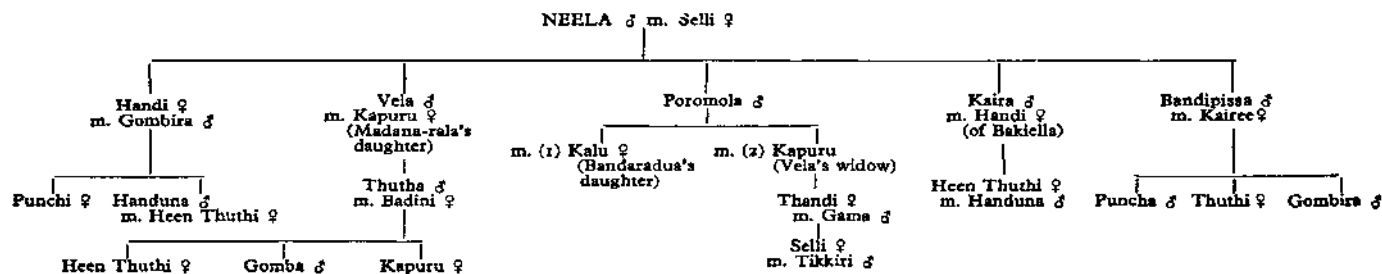 NEELA ♂ m. Selli ♀
Handi ♀
m. Gombira ♂
Vela ♂
m. Kapuru ♀
(Madana-rala's
daughter)
Poromola ♂
Kaira ♂
m. Handi ♀
(of Bakiella)
Bandipissa ♂
m. Kairee ♀
m. (1) Kalu ♀
(Bandaradua's
daughter)
m. (2) Kapuru
(Vela's widow)
Punchi ♀
Handuna ♂
m. Heen Thuthi ♀
Thutha ♂
m. Badini ♀
Thandi ♀
m. Gama ♂
Heen Thuthi ♀
m. Handuna ♂
Puncha ♂
Thuthi ♀
Gombira ♂
Selli ♀
m. Tikkiri ♂
Heen Thuthi ♀
Gomba ♂
Kapuru ♀